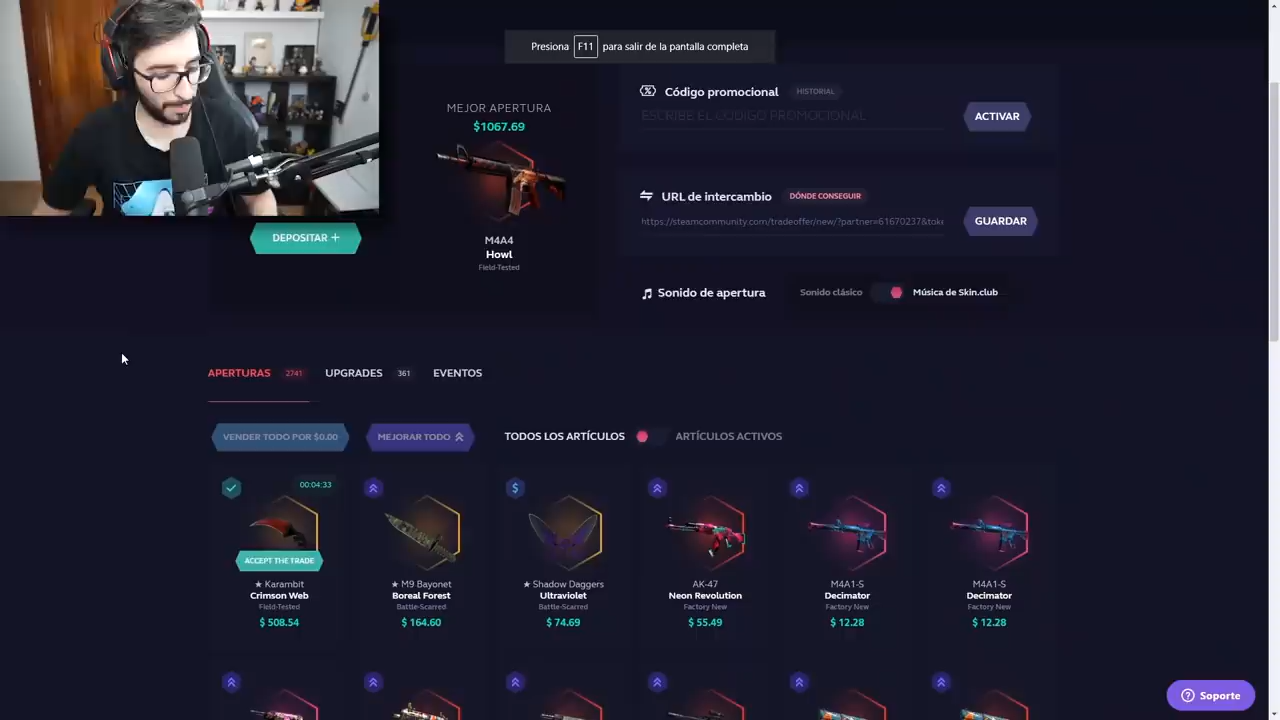 Presiona F11 para salir de la pantalla completa
MEJOR APERTURA
$1067.69
M4A4
Howl
Field-Tested
DEPOSITAR +
Código promocional HISTORIAL
ESCRIBE EL CÓDIGO PROMOCIONAL
ACTIVAR
URL de intercambio DÓNDE CONSEGUIR
https://steamcommunity.com/tradeoffer/new/?partner=61670237&toke
GUARDAR
Sonido de apertura Sonido clásico Música de Skin.club
APERTURAS 2741 UPGRADES 361 EVENTOS
VENDER TODO POR $0.00 MEJORAR TODO TODOS LOS ARTÍCULOS ARTÍCULOS ACTIVOS
00:04:33
$
ACCEPT THE TRADE
★ Karambit
Crimson Web
Field-Tested
$ 508.54
★ M9 Bayonet
Boreal Forest
Battle-Scarred
$ 164.60
★ Shadow Daggers
Ultraviolet
Battle-Scarred
$ 74.69
AK-47
Neon Revolution
Factory New
$ 55.49
M4A1-S
Decimator
Factory New
$ 12.28
M4A1-S
Decimator
Factory New
$ 12.28
Soporte